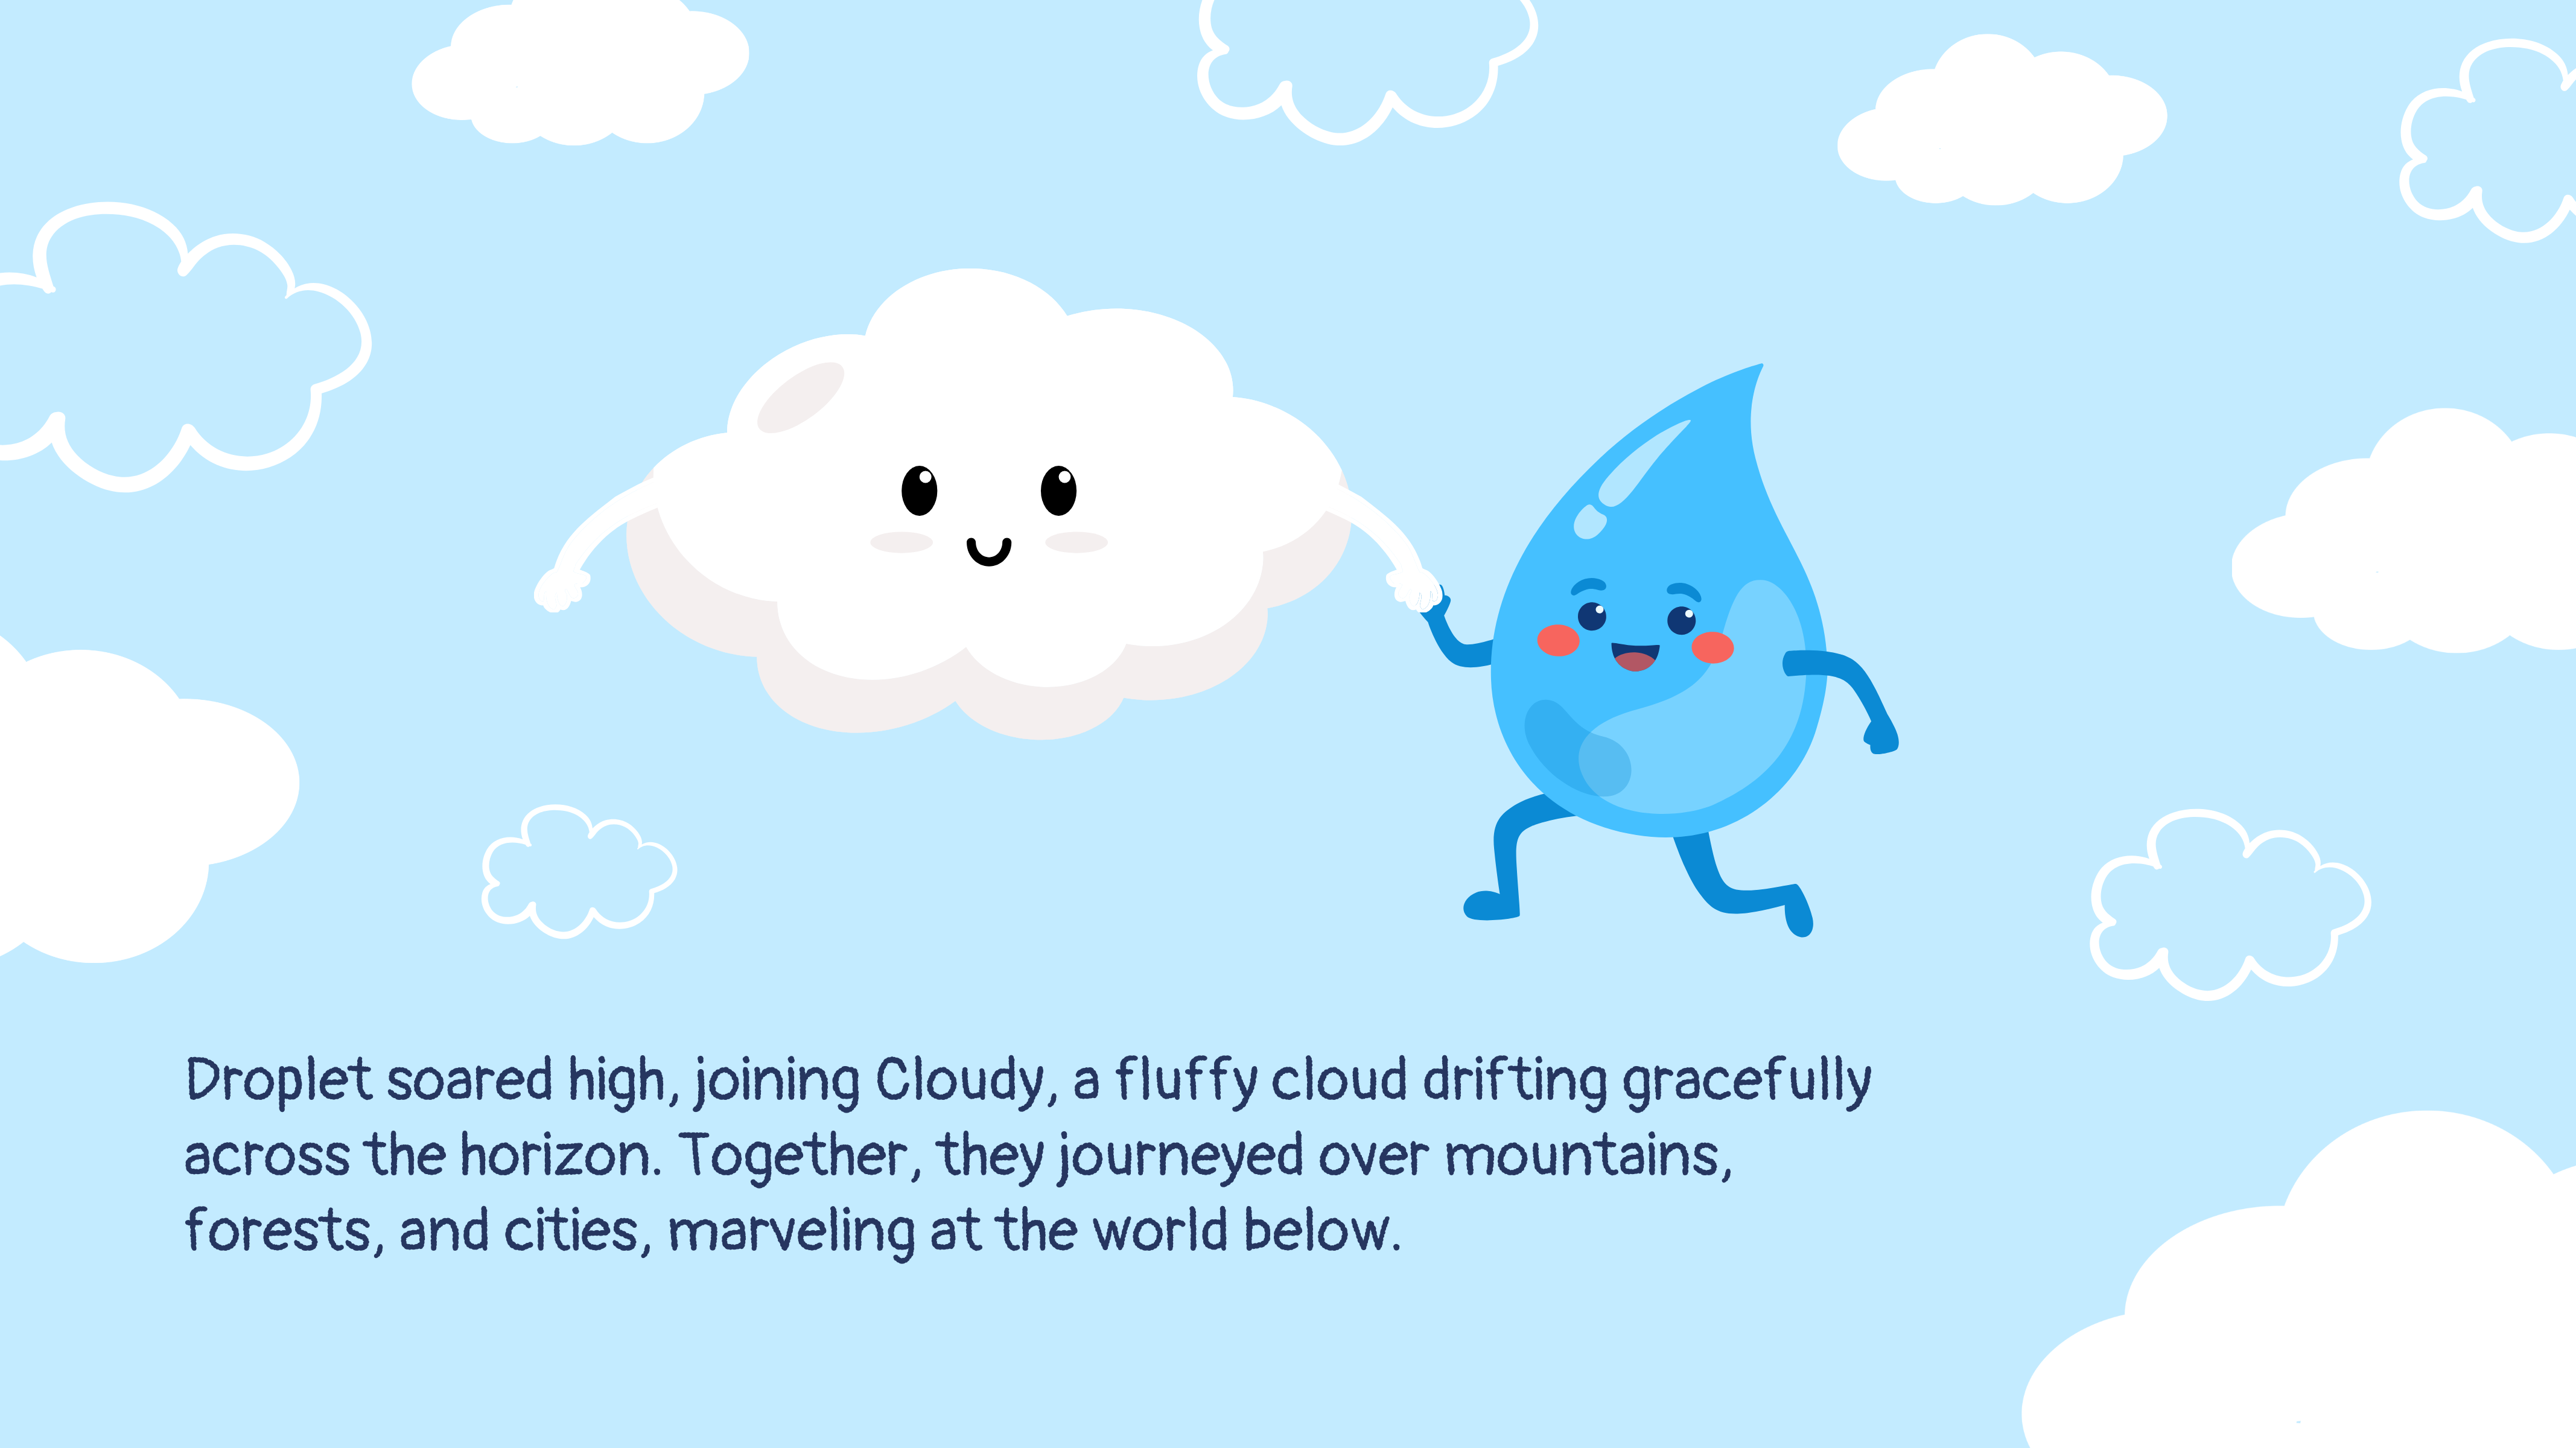 Droplet soared high, joining Cloudy, a fluffy cloud drifting gracefully
across the horizon. Together, they journeyed over mountains,
forests, and cities, marveling at the world below.